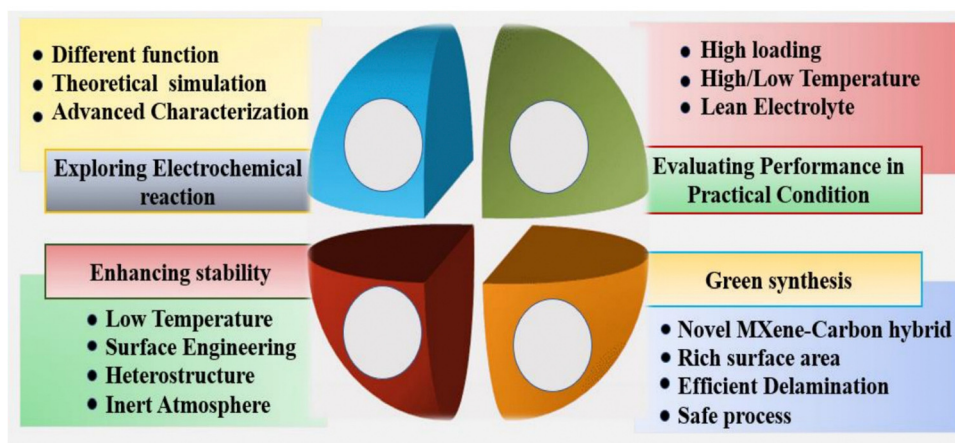 Different function
Theoretical simulation
Advanced Characterization
Exploring Electrochemical
reaction
High loading
High/Low Temperature
Lean Electrolyte
Evaluating Performance in
Practical Condition
Enhancing stability
Low Temperature
Surface Engineering
Heterostructure
Inert Atmosphere
Green synthesis
Novel MXene-Carbon hybrid
Rich surface area
Efficient Delamination
Safe process